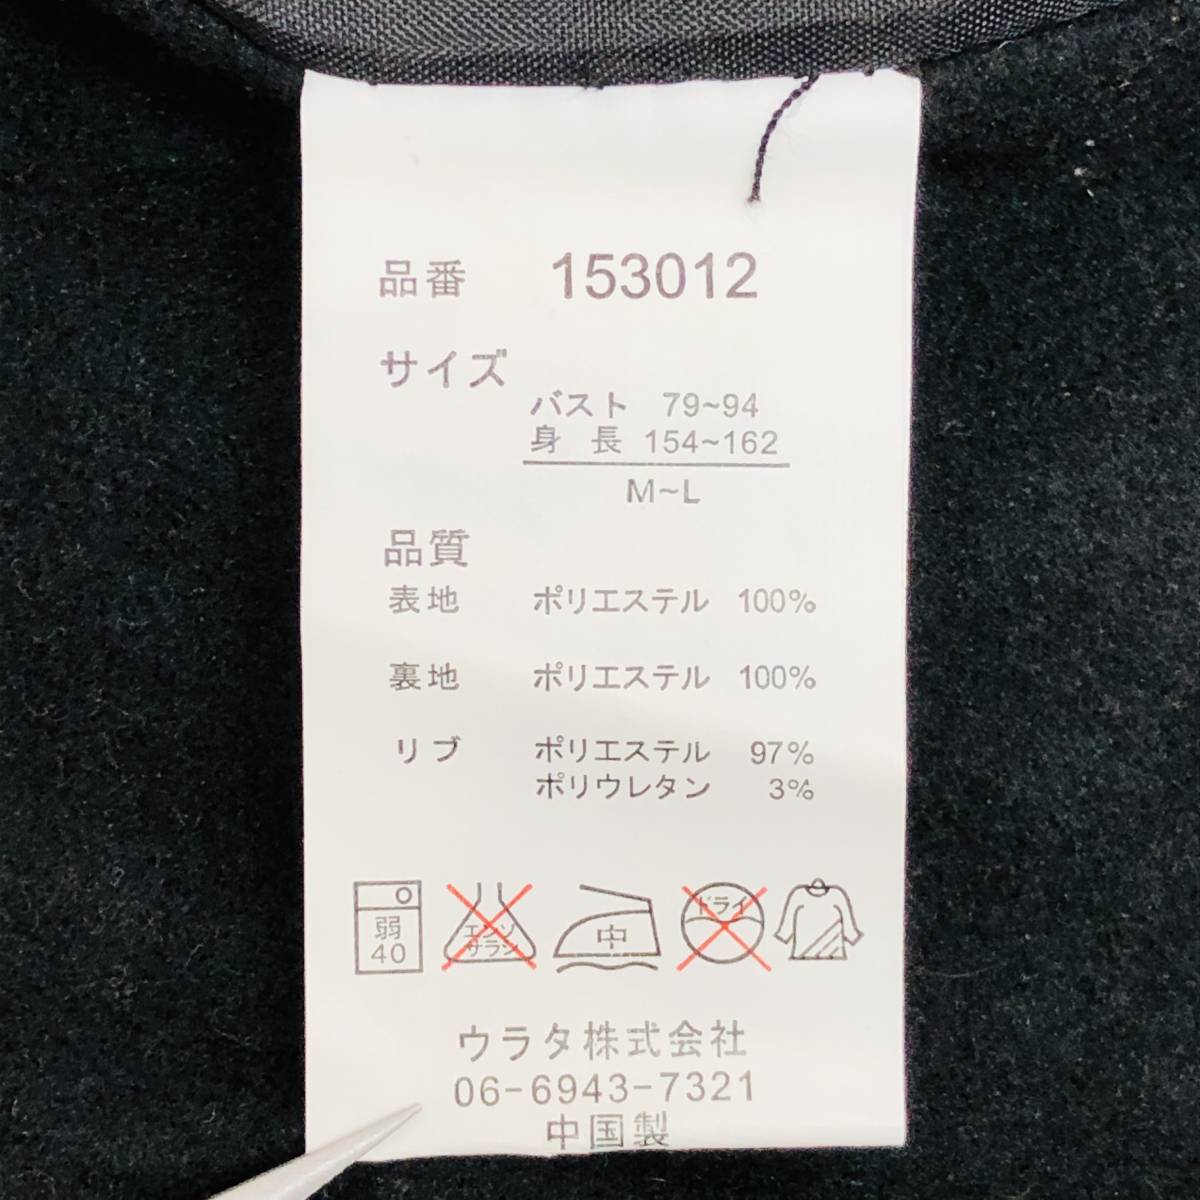 品番 153012
サイズ
バスト 79~94
身 長 154~162
M~L
品質
表地 ポリエステル 100%
裏地 ポリエステル 100%
リブ ポリエステル 97%
ポリウレタン 3%
弱
40
エンソ
サラシ
中
ドライ
ウラタ株式会社
06-6943-7321
中国製